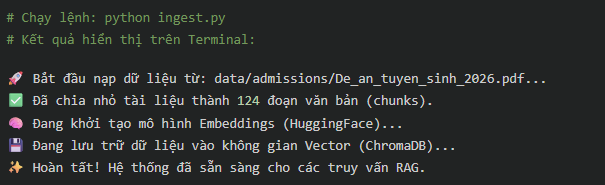 # Chạy lệnh: python ingest.py
# Kết quả hiển thị trên Terminal:
🚀 Bắt đầu nạp dữ liệu từ: data/admissions/De_an_tuyen_sinh_2026.pdf...
✅ Đã chia nhỏ tài liệu thành 124 đoạn văn bản (chunks).
🧠 Đang khởi tạo mô hình Embeddings (HuggingFace)...
💾 Đang lưu trữ dữ liệu vào không gian Vector (ChromaDB)...
✨ Hoàn tất! Hệ thống đã sẵn sàng cho các truy vấn RAG.